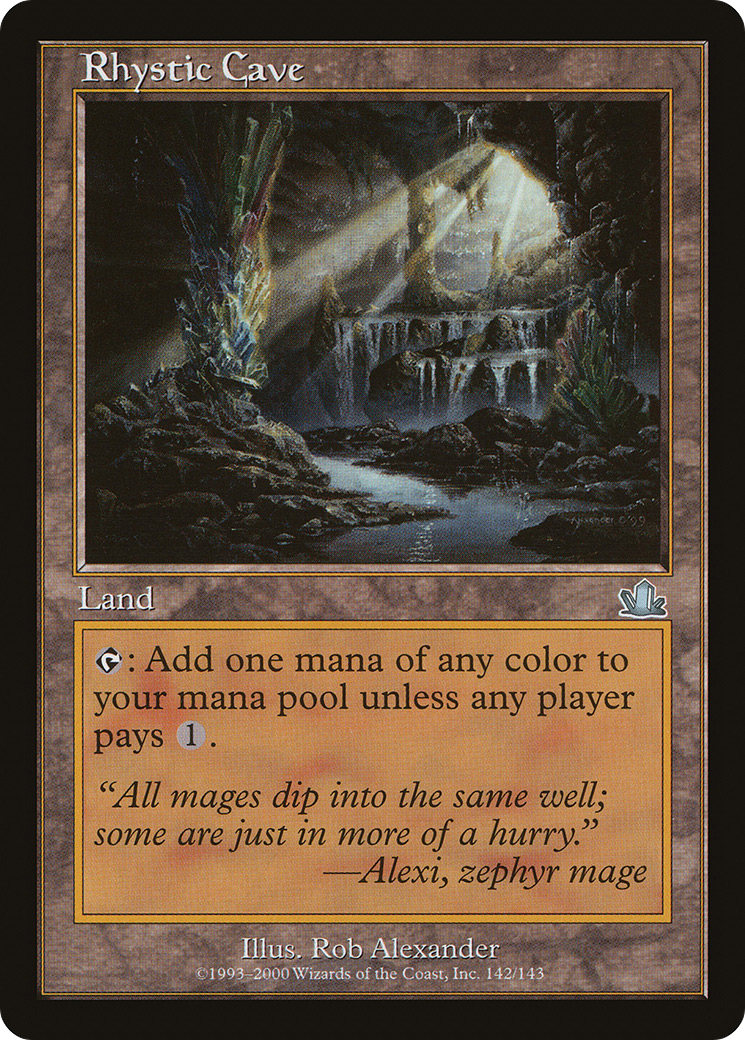 Rhystic Cave
Alexander ©'99
Land
: Add one mana of any color to
your mana pool unless any player
pays 1.
“All mages dip into the same well;
some are just in more of a hurry.”
—Alexi, zephyr mage
Illus. Rob Alexander
©1993–2000 Wizards of the Coast, Inc. 142/143